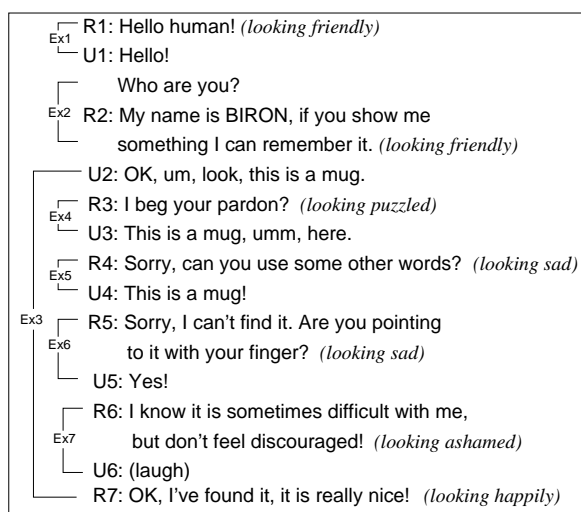 Ex1
R1: Hello human! (looking friendly)
U1: Hello!
Who are you?
Ex2
R2: My name is BIRON, if you show me
something I can remember it. (looking friendly)
U2: OK, um, look, this is a mug.
R3: I beg your pardon? (looking puzzled)
Ex4
U3: This is a mug, umm, here.
R4: Sorry, can you use some other words? (looking sad)
Ex5
U4: This is a mug!
Ex3
R5: Sorry, I can't find it. Are you pointing
Ex6
to it with your finger? (looking sad)
U5: Yes!
R6: I know it is sometimes difficult with me,
Ex7
but don't feel discouraged! (looking ashamed)
U6: (laugh)
R7: OK, I've found it, it is really nice! (looking happily)